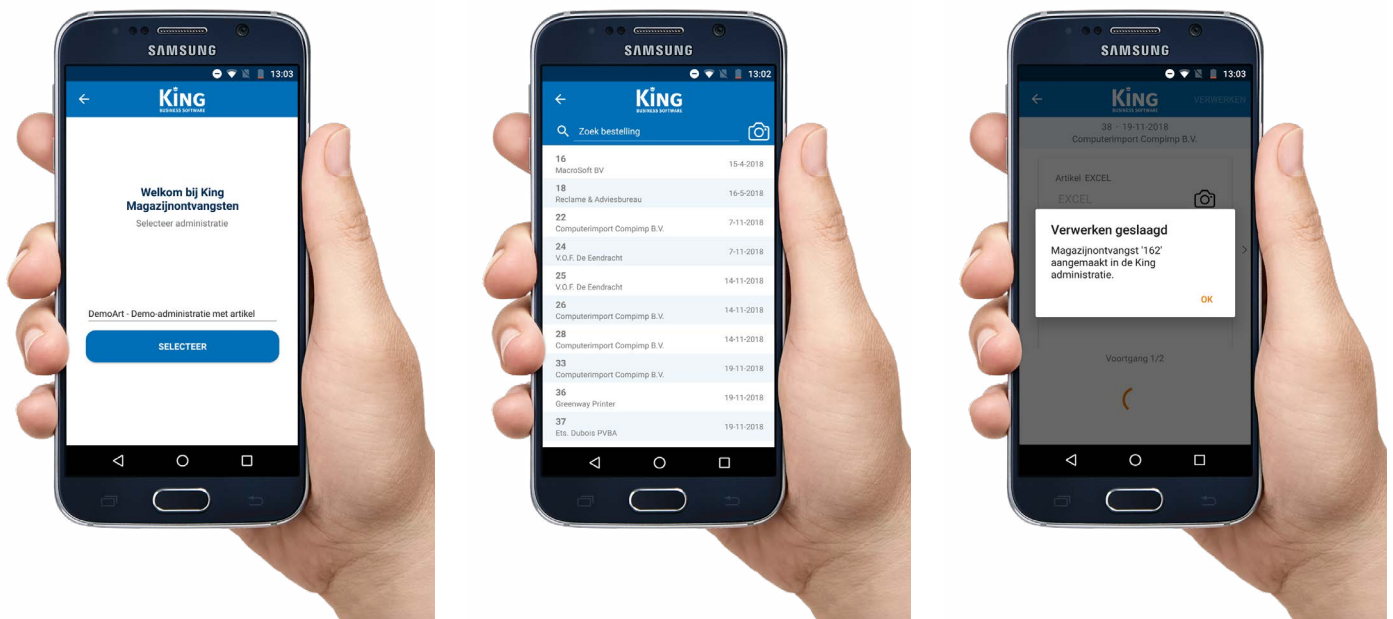 SAMSUNG
13:03
KING
BUSINESS SOFTWARE
Welkom bij King
Magazijnontvangsten
Selecteer administratie
DemoArt - Demo-administratie met artikel
SELECTEER
SAMSUNG
13:02
KING
BUSINESS SOFTWARE
Zoek bestelling
16 15-4-2018
MacroSoft BV
18 16-5-2018
Reclame & Adviesbureau
22 7-11-2018
Computerimport Compimp B.V.
24 7-11-2018
V.O.F. De Eendracht
25 14-11-2018
V.O.F. De Eendracht
26 14-11-2018
Computerimport Compimp B.V.
28 14-11-2018
Computerimport Compimp B.V.
33 19-11-2018
Computerimport Compimp B.V.
36 19-11-2018
Greenway Printer
37 19-11-2018
Ets. Dubois PVBA
SAMSUNG
13:03
KING
BUSINESS SOFTWARE
VERWERKEN
38 - 19-11-2018
Computerimport Compimp B.V.
Artikel EXCEL
EXCEL
Verwerken geslaagd
Magazijnontvangst '162'
aangemaakt in de King
administratie.
OK
Voortgang 1/2